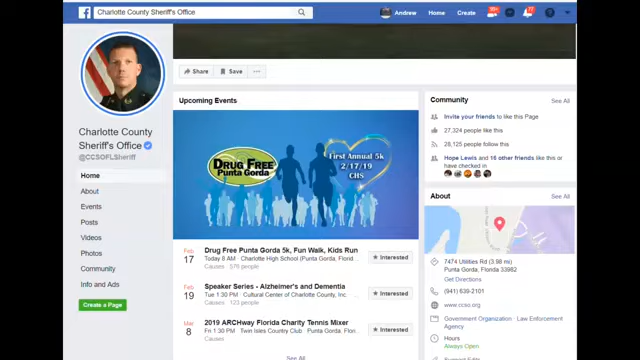 Charlotte County Sheriff's Office
Andrew
Home
Create
Share
Save
Charlotte County
Sheriff's Office
@CCSOFLSheriff
Home
About
Events
Posts
Videos
Photos
Community
Info and Ads
Create a Page
Upcoming Events
DRUG FREE
PUNTA GORDA
First Annual 5k
2/17/19
CHS
Feb
17
Drug Free Punta Gorda 5k, Fun Walk, Kids Run
Today 8 AM · Charlotte High School (Punta Gorda, Florid...
Causes · 578 people
Interested
Feb
19
Speaker Series - Alzheimer's and Dementia
Tue 1:30 PM · Cultural Center of Charlotte County, Inc. ...
Causes · 123 people
Interested
Mar
8
2019 ARCHway Florida Charity Tennis Mixer
Fri 1:30 PM · Twin Isles Country Club · Punta Gorda, Florid...
Causes
Interested
See All
Community
See All
Invite your friends to like this Page
27,324 people like this
28,125 people follow this
Hope Lewis and 16 other friends like this or
have checked in
About
See All
7474 Utilities Rd (3.98 mi)
Punta Gorda, Florida 33982
Get Directions
(941) 639-2101
www.ccso.org
Government Organization · Law Enforcement
Agency
Hours
Always Open